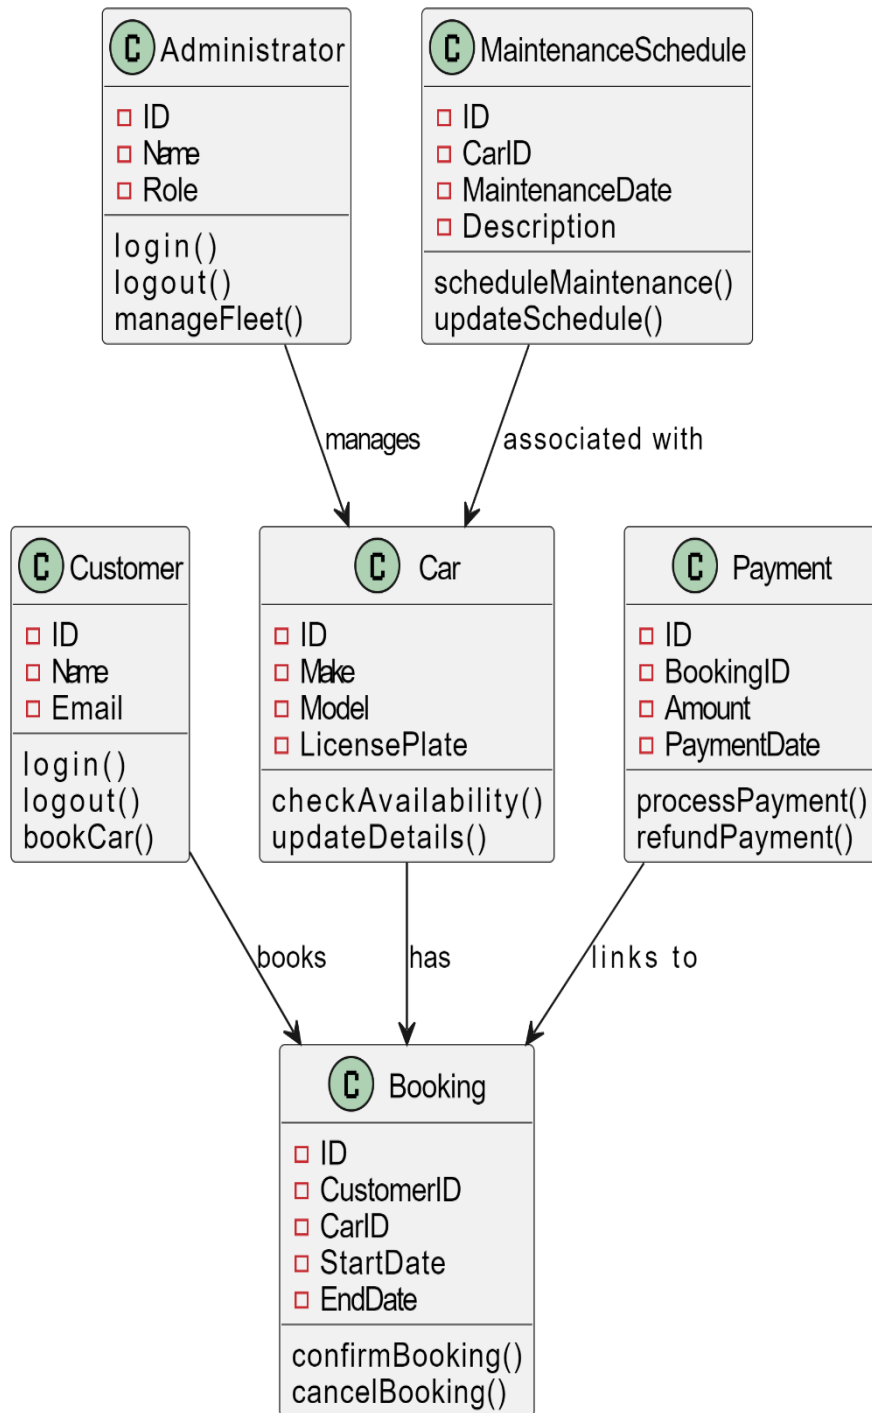 C Administrator
ID
Name
Role
login()
logout()
manageFleet()
C MaintenanceSchedule
ID
CarID
MaintenanceDate
Description
scheduleMaintenance()
updateSchedule()
manages
associated with
C Customer
ID
Name
Email
login()
logout()
bookCar()
C Car
ID
Make
Model
LicensePlate
checkAvailability()
updateDetails()
C Payment
ID
BookingID
Amount
PaymentDate
processPayment()
refundPayment()
books
has
links to
C Booking
ID
CustomerID
CarID
StartDate
EndDate
confirmBooking()
cancelBooking()